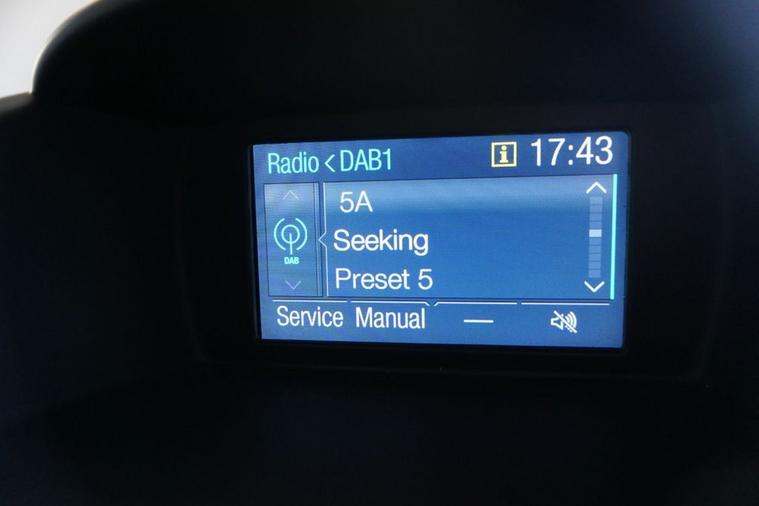 Radio < DAB1 i 17:43
5A
DAB
Seeking
Preset 5
Service Manual —